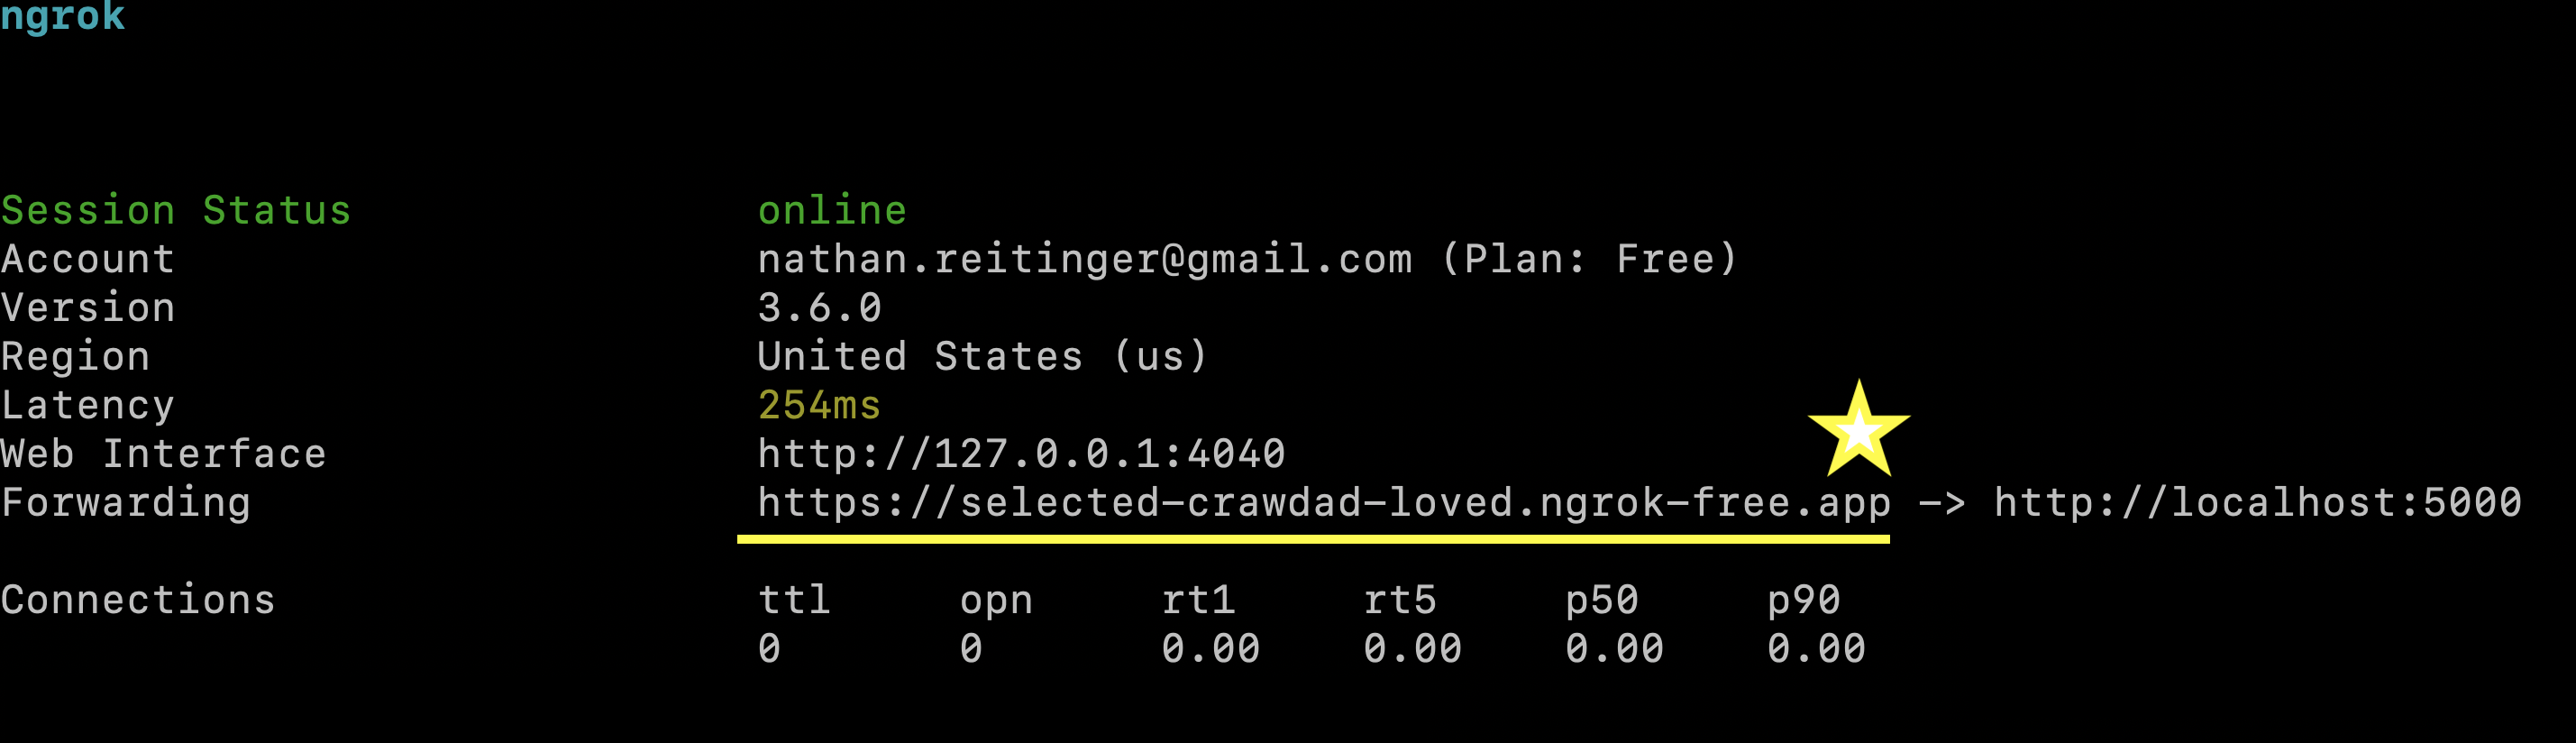 ngrok
Session Status online
Account nathan.reitinger@gmail.com (Plan: Free)
Version 3.6.0
Region United States (us)
Latency 254ms
Web Interface http://127.0.0.1:4040
Forwarding https://selected-crawdad-loved.ngrok-free.app -> http://localhost:5000
Connections ttl opn rt1 rt5 p50 p90
0 0 0.00 0.00 0.00 0.00